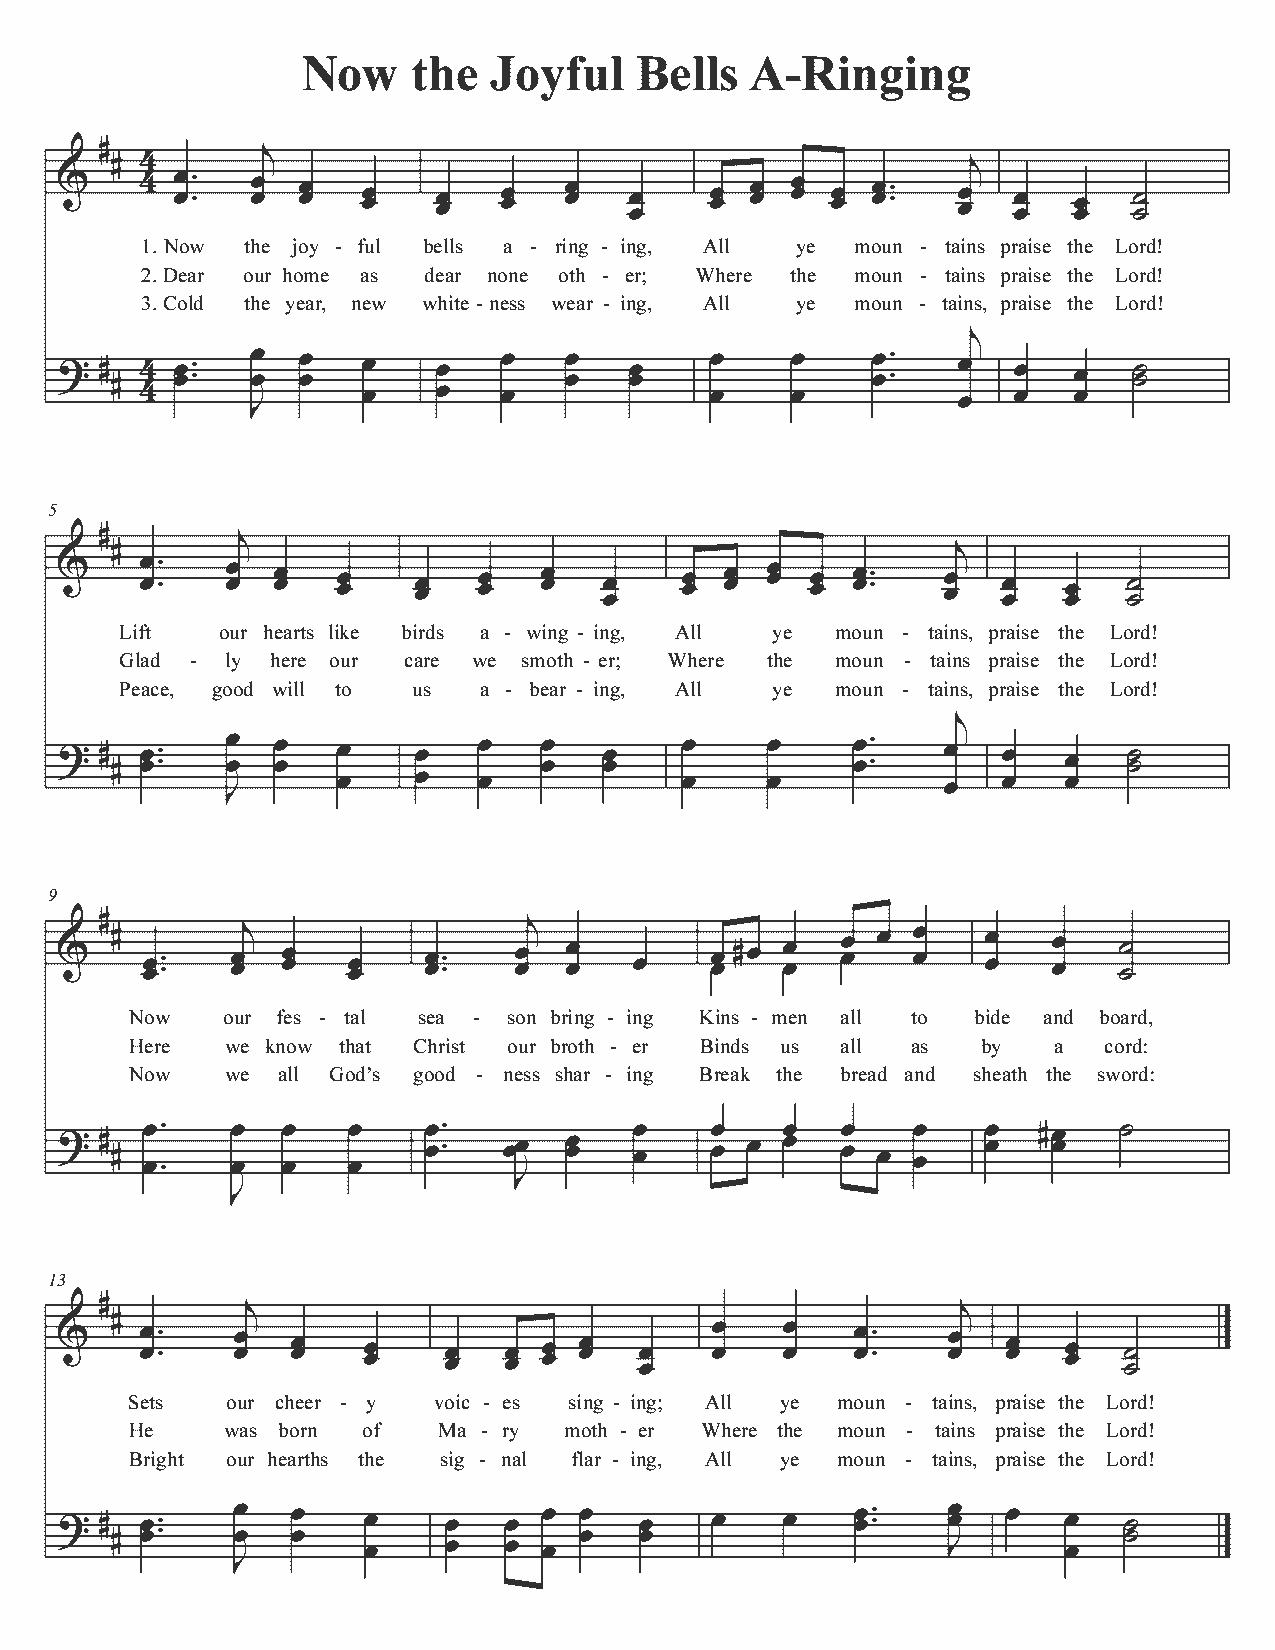 Now the Joyful Bells A-Ringing
1. Now the joy - ful bells a - ring - ing, All ye moun - tains praise the Lord!
2. Dear our home as dear none oth - er; Where the moun - tains praise the Lord!
3. Cold the year, new white - ness wear - ing, All ye moun - tains, praise the Lord!
5
Lift our hearts like birds a - wing - ing, All ye moun - tains, praise the Lord!
Glad - ly here our care we smoth - er; Where the moun - tains praise the Lord!
Peace, good will to us a - bear - ing, All ye moun - tains, praise the Lord!
9
Now our fes - tal sea - son bring - ing Kins - men all to bide and board,
Here we know that Christ our broth - er Binds us all as by a cord:
Now we all God's good - ness shar - ing Break the bread and sheath the sword:
13
Sets our cheer - y voic - es sing - ing; All ye moun - tains, praise the Lord!
He was born of Ma - ry moth - er Where the moun - tains praise the Lord!
Bright our hearths the sig - nal flar - ing, All ye moun - tains, praise the Lord!